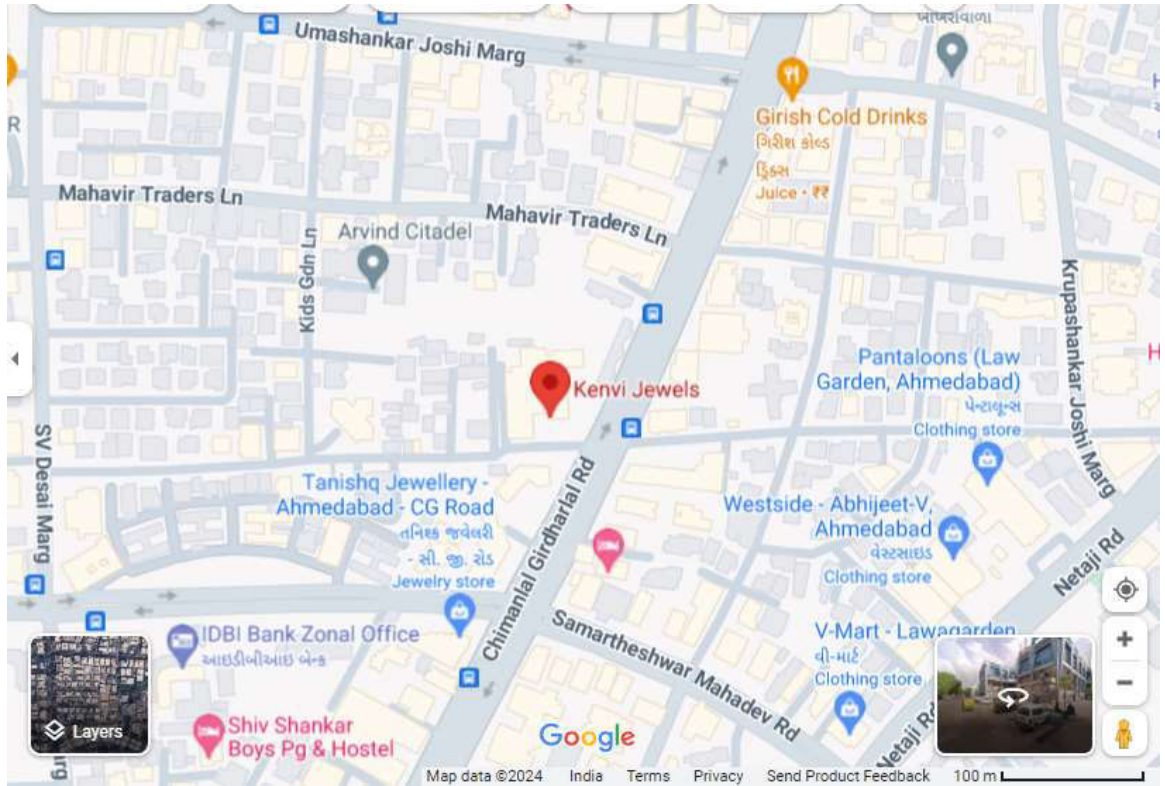 બાખરાવાળા
Umashankar Joshi Marg
Girish Cold Drinks
ગિરીશ કોલ્ડ
ડ્રિંક્સ
Juice • ₹₹
R
Mahavir Traders Ln
Mahavir Traders Ln
Arvind Citadel
Kids Gdn Ln
Krupashankar Joshi Marg
Pantaloons (Law
Garden, Ahmedabad)
પેન્ટાલૂન્સ
Clothing store
Kenvi Jewels
SV Desai Marg
Tanishq Jewellery -
Ahmedabad - CG Road
તનિશ્ક જ્વેલરી
- સી. જી. રોડ
Jewelry store
Chimanlal Girdharlal Rd
Westside - Abhijeet-V,
Ahmedabad
વેસ્ટસાઇડ
Clothing store
Netaji Rd
IDBI Bank Zonal Office
આઇડીબીઆઇ બેન્ક
Samartheshwar Mahadev Rd
V-Mart - Lawagarden
વી-માર્ટ
Clothing store
Netaji Rd
Layers
Shiv Shankar
Boys Pg & Hostel
Google
Marg
Map data ©2024 India Terms Privacy Send Product Feedback 100 m